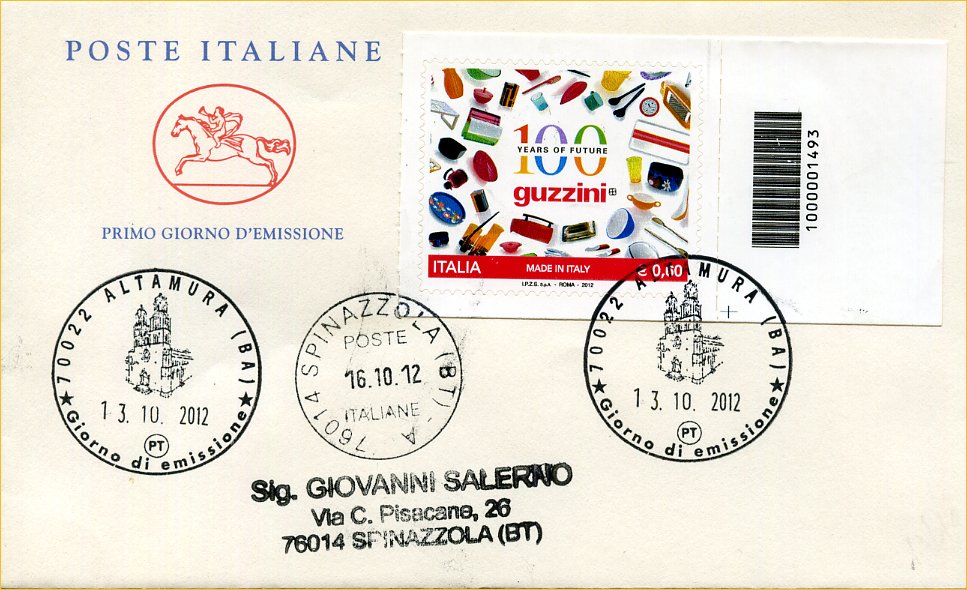 POSTE ITALIANE
PRIMO GIORNO D'EMISSIONE
100
YEARS OF FUTURE
guzzini
ITALIA MADE IN ITALY € 0,60
I.P.Z.S. S.p.A. - ROMA - 2012
1000001493
70022 ALTAMURA (BA)
13.10.2012
PT
Giorno di emissione
76014 SPINAZZOLA (BT) - A
POSTE
16.10.12
ITALIANE
70022 ALTAMURA (BA)
13.10.2012
PT
Giorno di emissione
Sig. GIOVANNI SALERNO
Via C. Pisacane, 26
76014 SPINAZZOLA (BT)